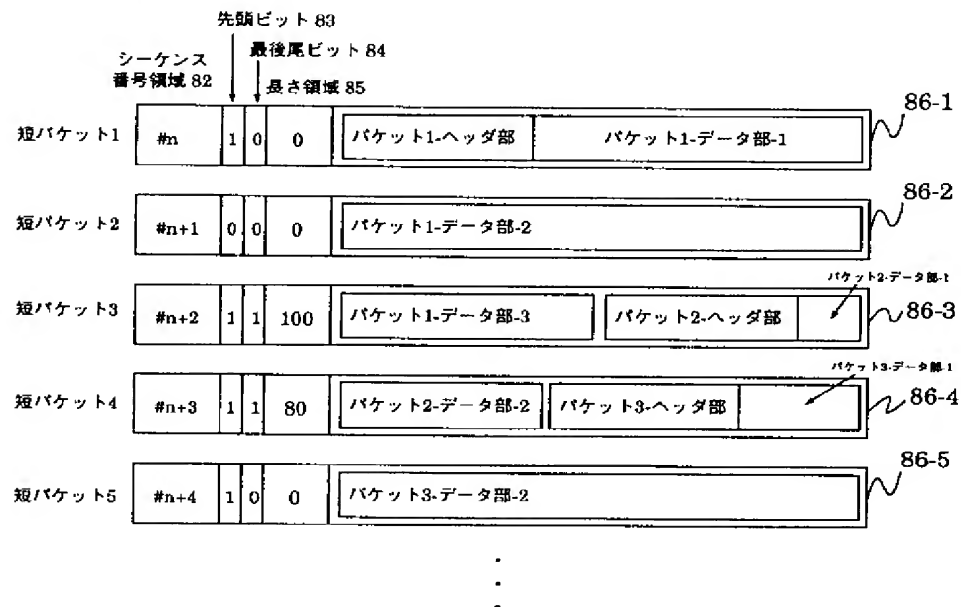 先頭ビット 83
最後尾ビット 84
シーケンス
番号領域 82
長さ領域 85
86-1
短パケット1 #n 1 0 0 パケット1-ヘッダ部 パケット1-データ部-1
86-2
短パケット2 #n+1 0 0 0 パケット1-データ部-2
パケット2-データ部-1
短パケット3 #n+2 1 1 100 パケット1-データ部-3 パケット2-ヘッダ部 86-3
パケット3-データ部-1
短パケット4 #n+3 1 1 80 パケット2-データ部-2 パケット3-ヘッダ部 86-4
86-5
短パケット5 #n+4 1 0 0 パケット3-データ部-2